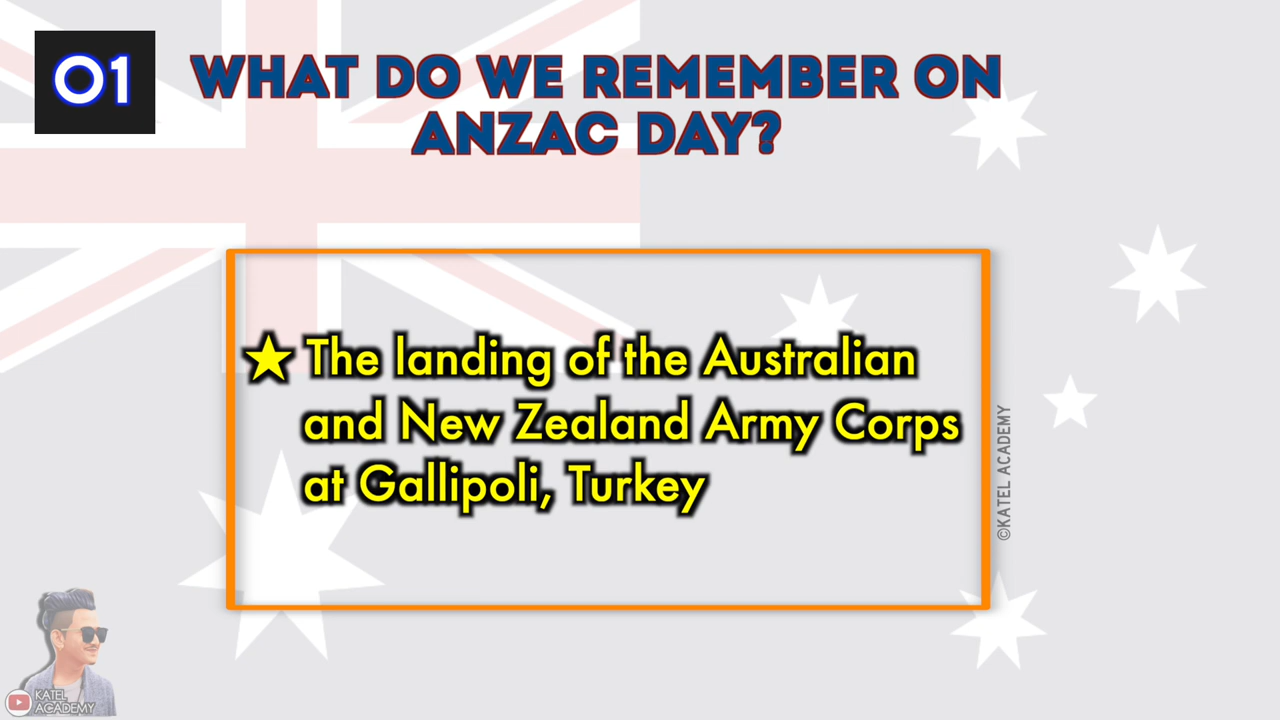 01
WHAT DO WE REMEMBER ON
ANZAC DAY?
★ The landing of the Australian
and New Zealand Army Corps
at Gallipoli, Turkey
©KATEL ACADEMY
KATEL
ACADEMY